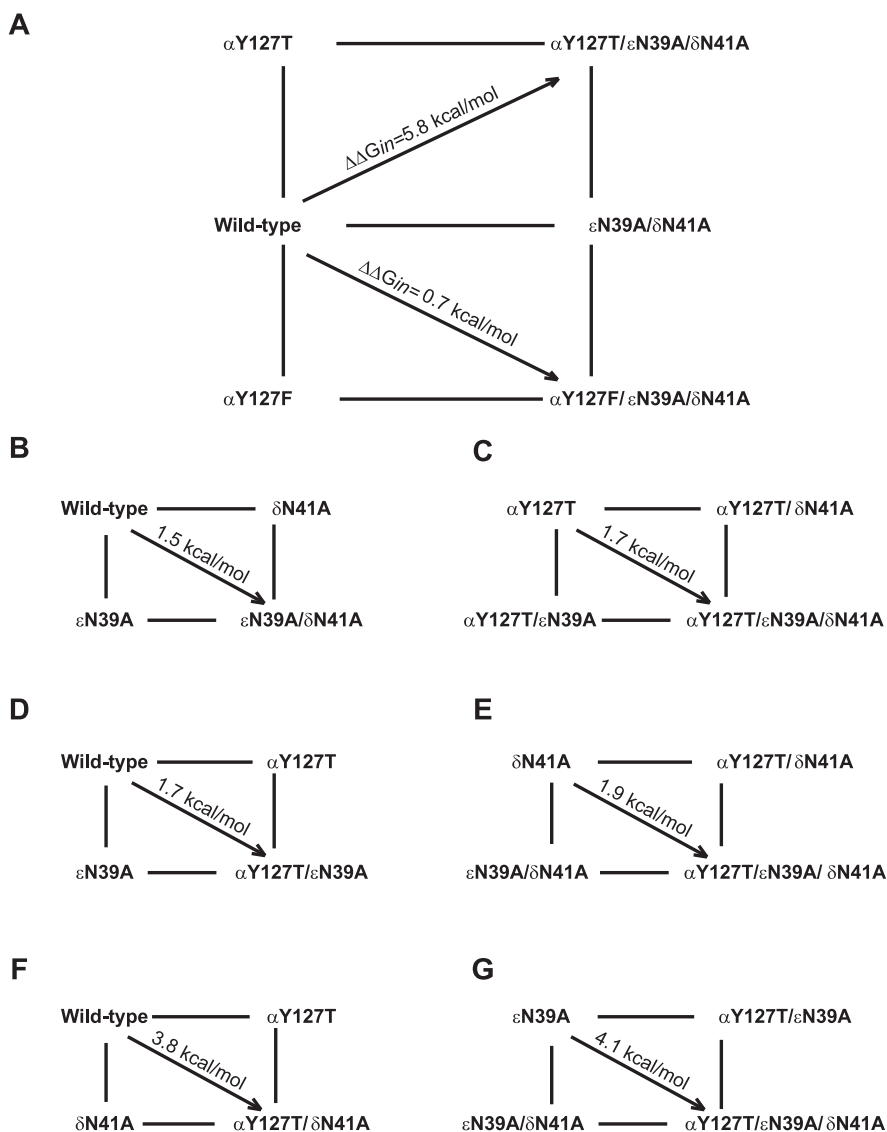 A
αY127T αY127T/εN39A/δN41A
ΔΔGin=5.8 kcal/mol
Wild-type εN39A/δN41A
ΔΔGin= 0.7 kcal/mol
αY127F αY127F/εN39A/δN41A
B
Wild-type δN41A
1.5 kcal/mol
εN39A εN39A/δN41A
C
αY127T αY127T/δN41A
1.7 kcal/mol
αY127T/εN39A αY127T/εN39A/δN41A
D
Wild-type αY127T
1.7 kcal/mol
εN39A αY127T/εN39A
E
δN41A αY127T/δN41A
1.9 kcal/mol
εN39A/δN41A αY127T/εN39A/ δN41A
F
Wild-type αY127T
3.8 kcal/mol
δN41A αY127T/δN41A
G
εN39A αY127T/εN39A
4.1 kcal/mol
εN39A/δN41A αY127T/εN39A/δN41A